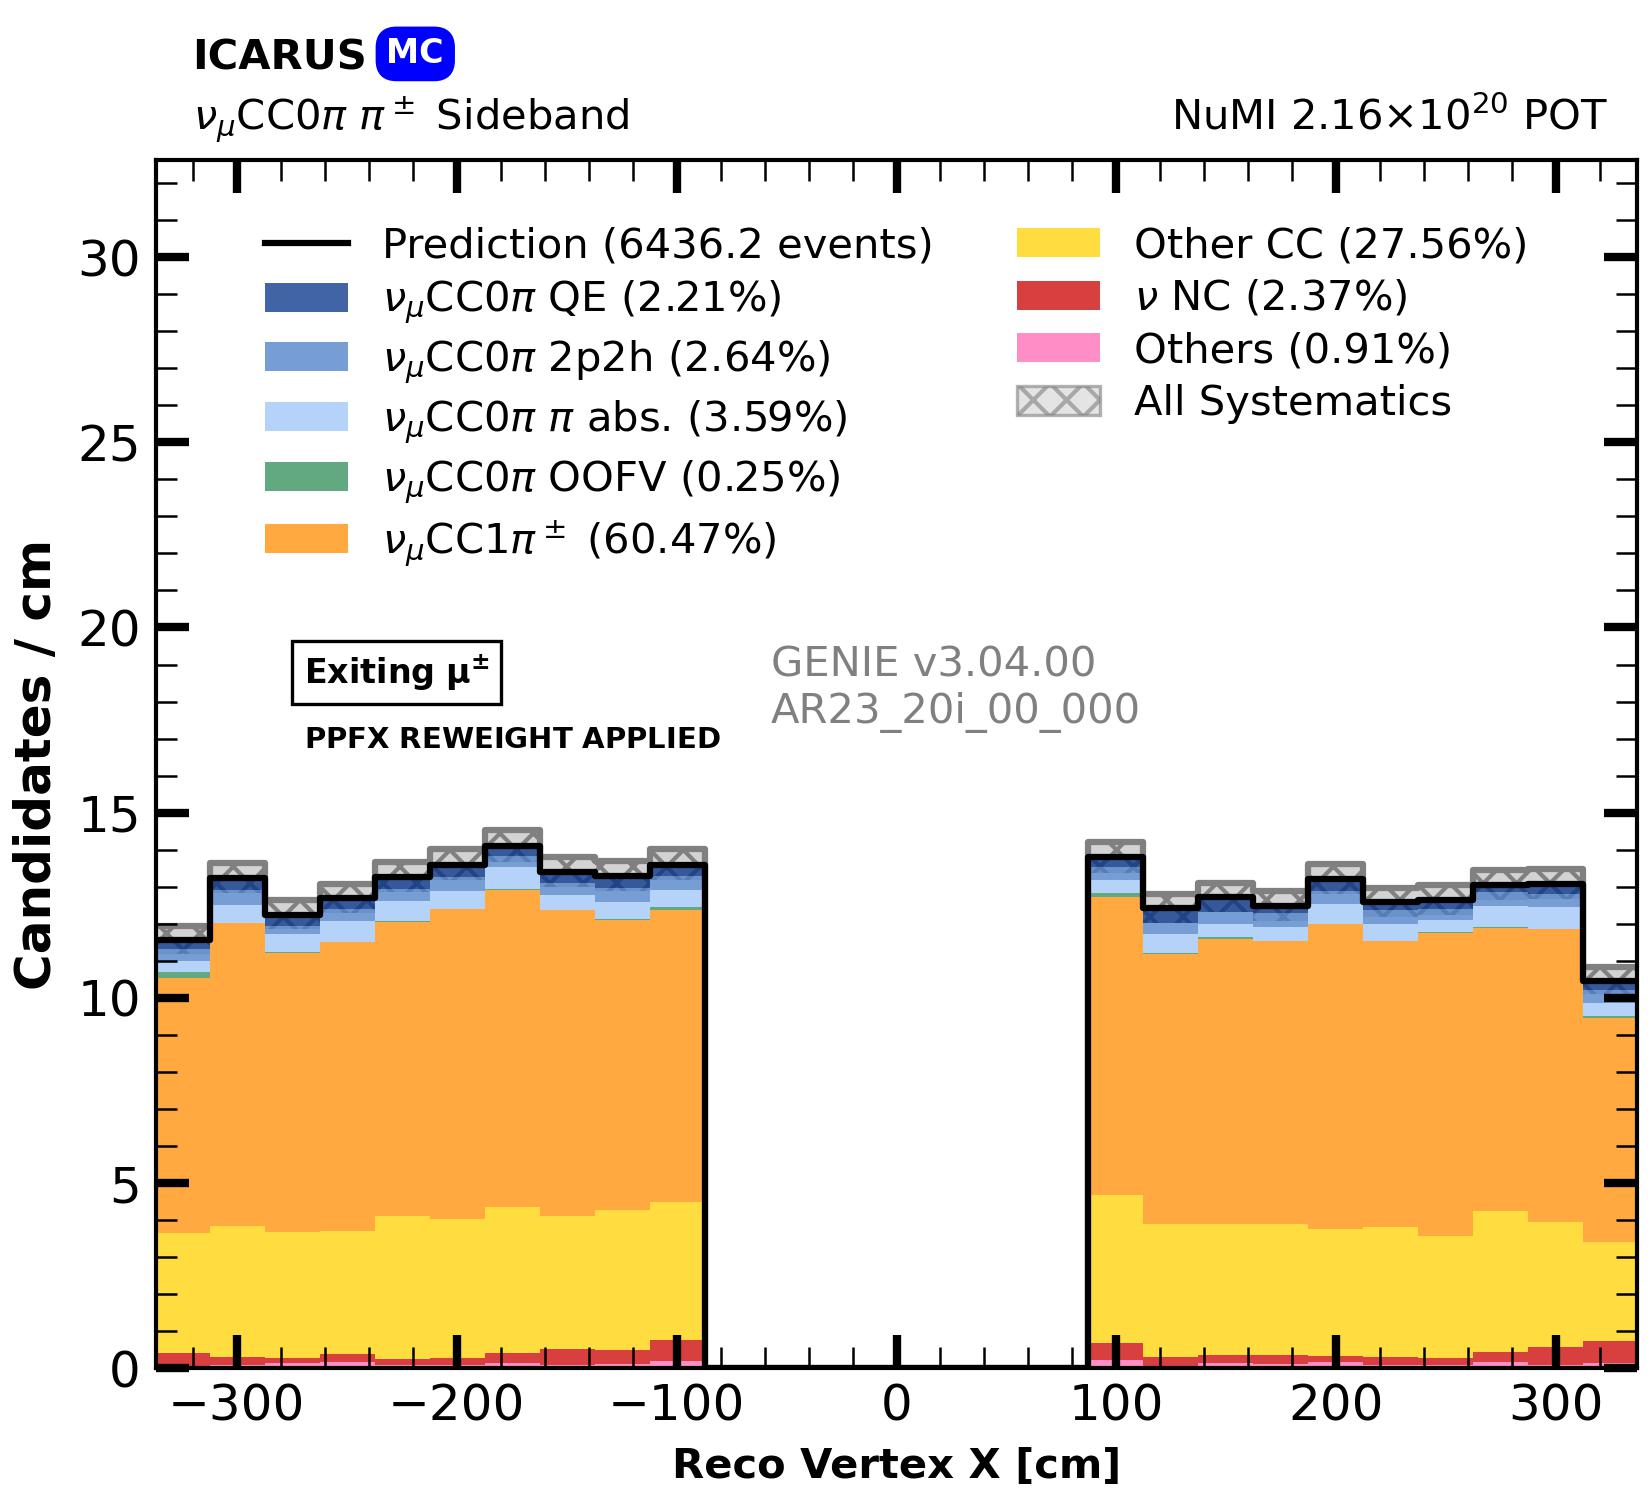 ICARUS MC
νμCC0π π± Sideband
NuMI 2.16×10²⁰ POT
Prediction (6436.2 events)
νμCC0π QE (2.21%)
νμCC0π 2p2h (2.64%)
νμCC0π π abs. (3.59%)
νμCC0π OOFV (0.25%)
νμCC1π± (60.47%)
Other CC (27.56%)
ν NC (2.37%)
Others (0.91%)
All Systematics
Exiting μ±
PPFX REWEIGHT APPLIED
GENIE v3.04.00
AR23_20i_00_000
Candidates / cm
30
25
20
15
10
5
0
−300 −200 −100 0 100 200 300
Reco Vertex X [cm]